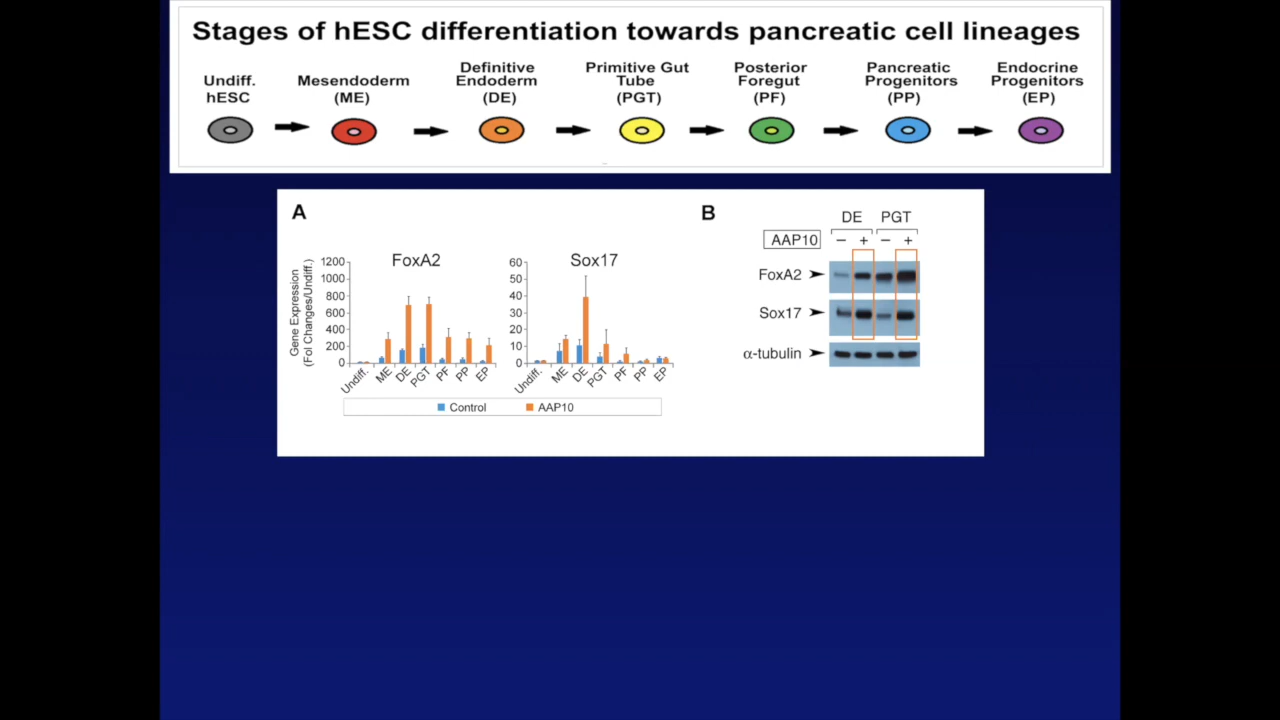 Stages of hESC differentiation towards pancreatic cell lineages
Undiff.
hESC
Mesendoderm
(ME)
Definitive
Endoderm
(DE)
Primitive Gut
Tube
(PGT)
Posterior
Foregut
(PF)
Pancreatic
Progenitors
(PP)
Endocrine
Progenitors
(EP)
A
FoxA2
Gene Expression
(Fol Changes/Undiff.)
1200
1000
800
600
400
200
0
Undiff.
ME
DE
PGT
PF
PP
EP
Sox17
60
50
40
30
20
10
0
Undiff.
ME
DE
PGT
PF
PP
EP
Control
AAP10
B
DE PGT
AAP10 − + − +
FoxA2
Sox17
α-tubulin